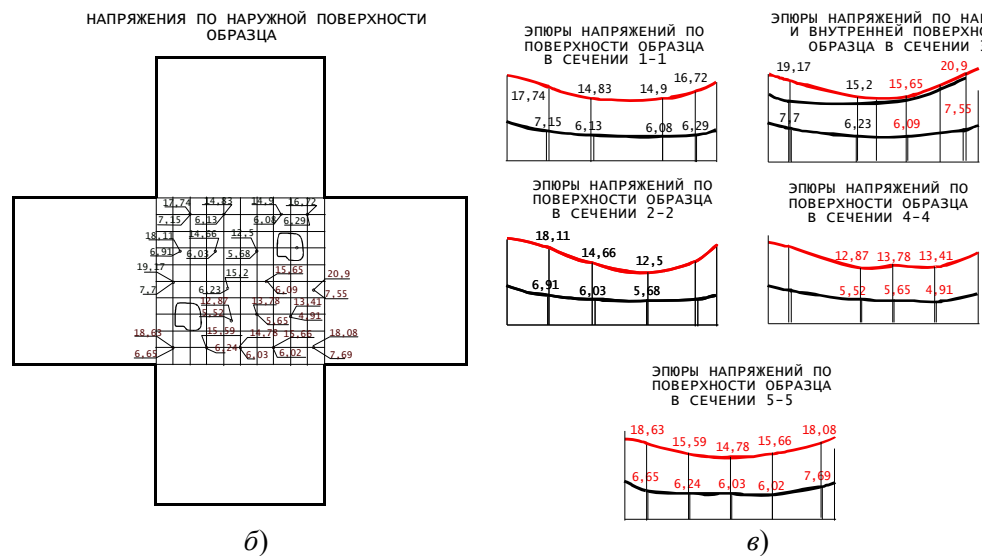 НАПРЯЖЕНИЯ ПО НАРУЖНОЙ ПОВЕРХНОСТИ
ОБРАЗЦА
17,74 14,83 14,9 16,72
7,15 6,13 6,08 6,29
18,11 14,66 12,5
6,91 6,03 5,68
19,17 15,2 15,65 20,9
7,7 6,23 6,09 7,55
12,87 13,78 13,41
5,52 5,65 4,91
18,63 15,59 14,78 15,66 18,08
6,65 6,24 6,03 6,02 7,69
б)
ЭПЮРЫ НАПРЯЖЕНИЙ ПО
ПОВЕРХНОСТИ ОБРАЗЦА
В СЕЧЕНИИ 1-1
17,74 14,83 14,9 16,72
7,15 6,13 6,08 6,29
ЭПЮРЫ НАПРЯЖЕНИЙ ПО
И ВНУТРЕННЕЙ
ОБРАЗЦА В СЕЧЕНИИ
19,17 15,2 15,65 20,9
7,7 6,23 6,09 7,55
ЭПЮРЫ НАПРЯЖЕНИЙ ПО
ПОВЕРХНОСТИ ОБРАЗЦА
В СЕЧЕНИИ 2-2
18,11 14,66 12,5
6,91 6,03 5,68
ЭПЮРЫ НАПРЯЖЕНИЙ ПО
ПОВЕРХНОСТИ ОБРАЗЦА
В СЕЧЕНИИ 4-4
12,87 13,78 13,41
5,52 5,65 4,91
ЭПЮРЫ НАПРЯЖЕНИЙ ПО
ПОВЕРХНОСТИ ОБРАЗЦА
В СЕЧЕНИИ 5-5
18,63 15,59 14,78 15,66 18,08
6,65 6,24 6,03 6,02 7,69
в)